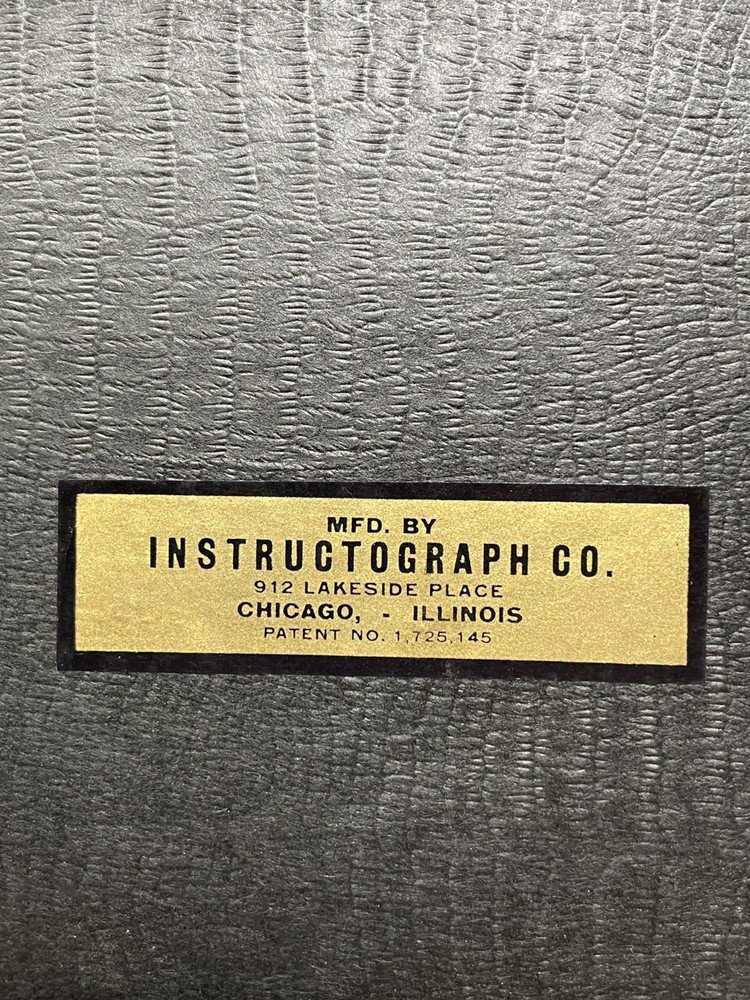 MFD. BY
INSTRUCTOGRAPH CO.
912 LAKESIDE PLACE
CHICAGO, - ILLINOIS
PATENT NO. 1,725,145